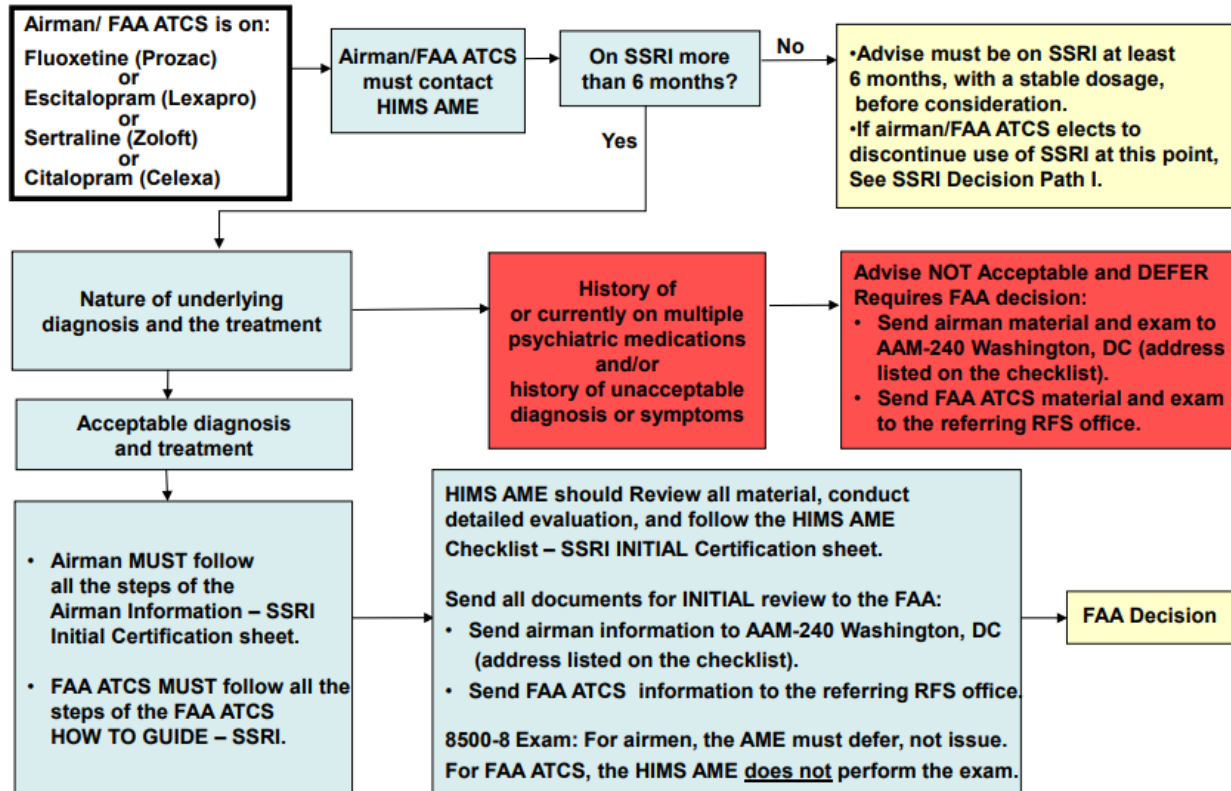 Airman/ FAA ATCS is on:
Fluoxetine (Prozac)
or
Escitalopram (Lexapro)
or
Sertraline (Zoloft)
or
Citalopram (Celexa)
Airman/FAA ATCS
must contact
HIMS AME
On SSRI more
than 6 months?
No
Yes
•Advise must be on SSRI at least
6 months, with a stable dosage,
before consideration.
•If airman/FAA ATCS elects to
discontinue use of SSRI at this point,
See SSRI Decision Path I.
Nature of underlying
diagnosis and the treatment
History of
or currently on multiple
psychiatric medications
and/or
history of unacceptable
diagnosis or symptoms
Advise NOT Acceptable and DEFER
Requires FAA decision:
• Send airman material and exam to
AAM-240 Washington, DC (address
listed on the checklist).
• Send FAA ATCS material and exam
to the referring RFS office.
Acceptable diagnosis
and treatment
• Airman MUST follow
all the steps of the
Airman Information – SSRI
Initial Certification sheet.
• FAA ATCS MUST follow all the
steps of the FAA ATCS
HOW TO GUIDE – SSRI.
HIMS AME should Review all material, conduct
detailed evaluation, and follow the HIMS AME
Checklist – SSRI INITIAL Certification sheet.
Send all documents for INITIAL review to the FAA:
• Send airman information to AAM-240 Washington, DC
(address listed on the checklist).
• Send FAA ATCS information to the referring RFS office.
8500-8 Exam: For airmen, the AME must defer, not issue.
For FAA ATCS, the HIMS AME does not perform the exam.
FAA Decision